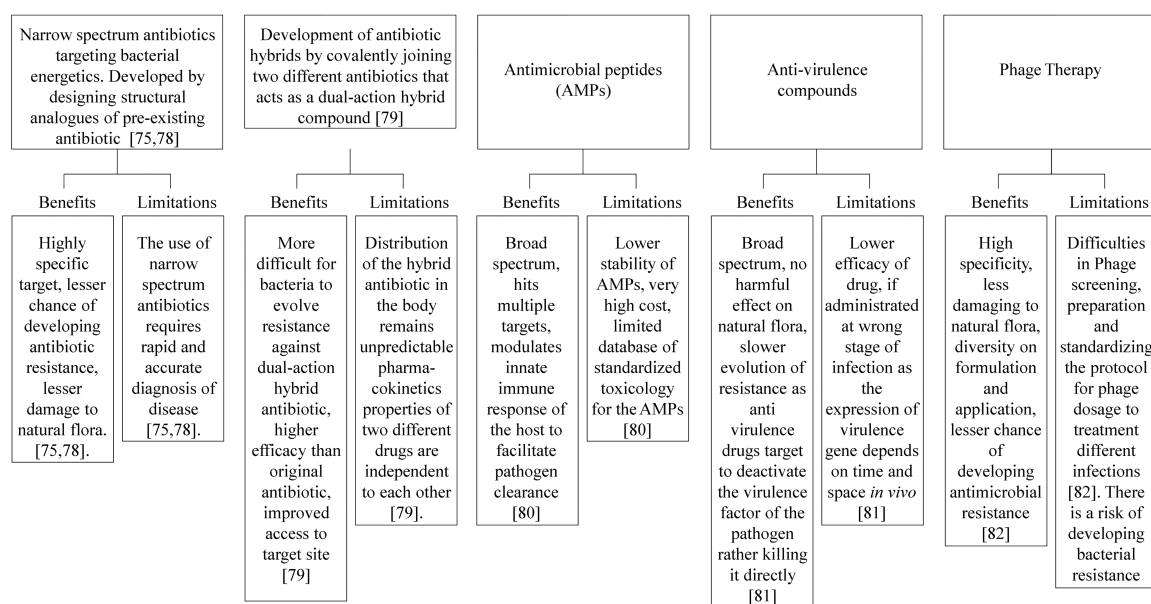 Narrow spectrum antibiotics
targeting bacterial
energetics. Developed by
designing structural
analogues of pre-existing
antibiotic [75,78]
Benefits
Highly
specific
target, lesser
chance of
developing
antibiotic
resistance,
lesser
damage to
natural flora.
[75,78].
Limitations
The use of
narrow
spectrum
antibiotics
requires
rapid and
accurate
diagnosis of
disease
[75,78].
Development of antibiotic
hybrids by covalently joining
two different antibiotics that
acts as a dual-action hybrid
compound [79]
Benefits
More
difficult for
bacteria to
evolve
resistance
against
dual-action
hybrid
antibiotic,
higher
efficacy than
original
antibiotic,
improved
access to
target site
[79]
Limitations
Distribution
of the hybrid
antibiotic in
the body
remains
unpredictable
pharma-
cokinetics
properties of
two different
drugs are
independent
to each other
[79].
Antimicrobial peptides
(AMPs)
Benefits
Broad
spectrum,
hits
multiple
targets,
modulates
innate
immune
response of
the host to
facilitate
pathogen
clearance
[80]
Limitations
Lower
stability of
AMPs, very
high cost,
limited
database of
standardized
toxicology
for the AMPs
[80]
Anti-virulence
compounds
Benefits
Broad
spectrum, no
harmful
effect on
natural flora,
slower
evolution of
resistance as
anti
virulence
drugs target
to deactivate
the virulence
factor of the
pathogen
rather killing
it directly
[81]
Limitations
Lower
efficacy of
drug, if
administrated
at wrong
stage of
infection as
the
expression of
virulence
gene depends
on time and
space in vivo
[81]
Phage Therapy
Benefits
High
specificity,
less
damaging to
natural flora,
diversity on
formulation
and
application,
lesser chance
of
developing
antimicrobial
resistance
[82]
Limitations
Difficulties
in Phage
screening,
preparation
and
standardizing
the protocol
for phage
dosage to
treatment
different
infections
[82]. There
is a risk of
developing
bacterial
resistance